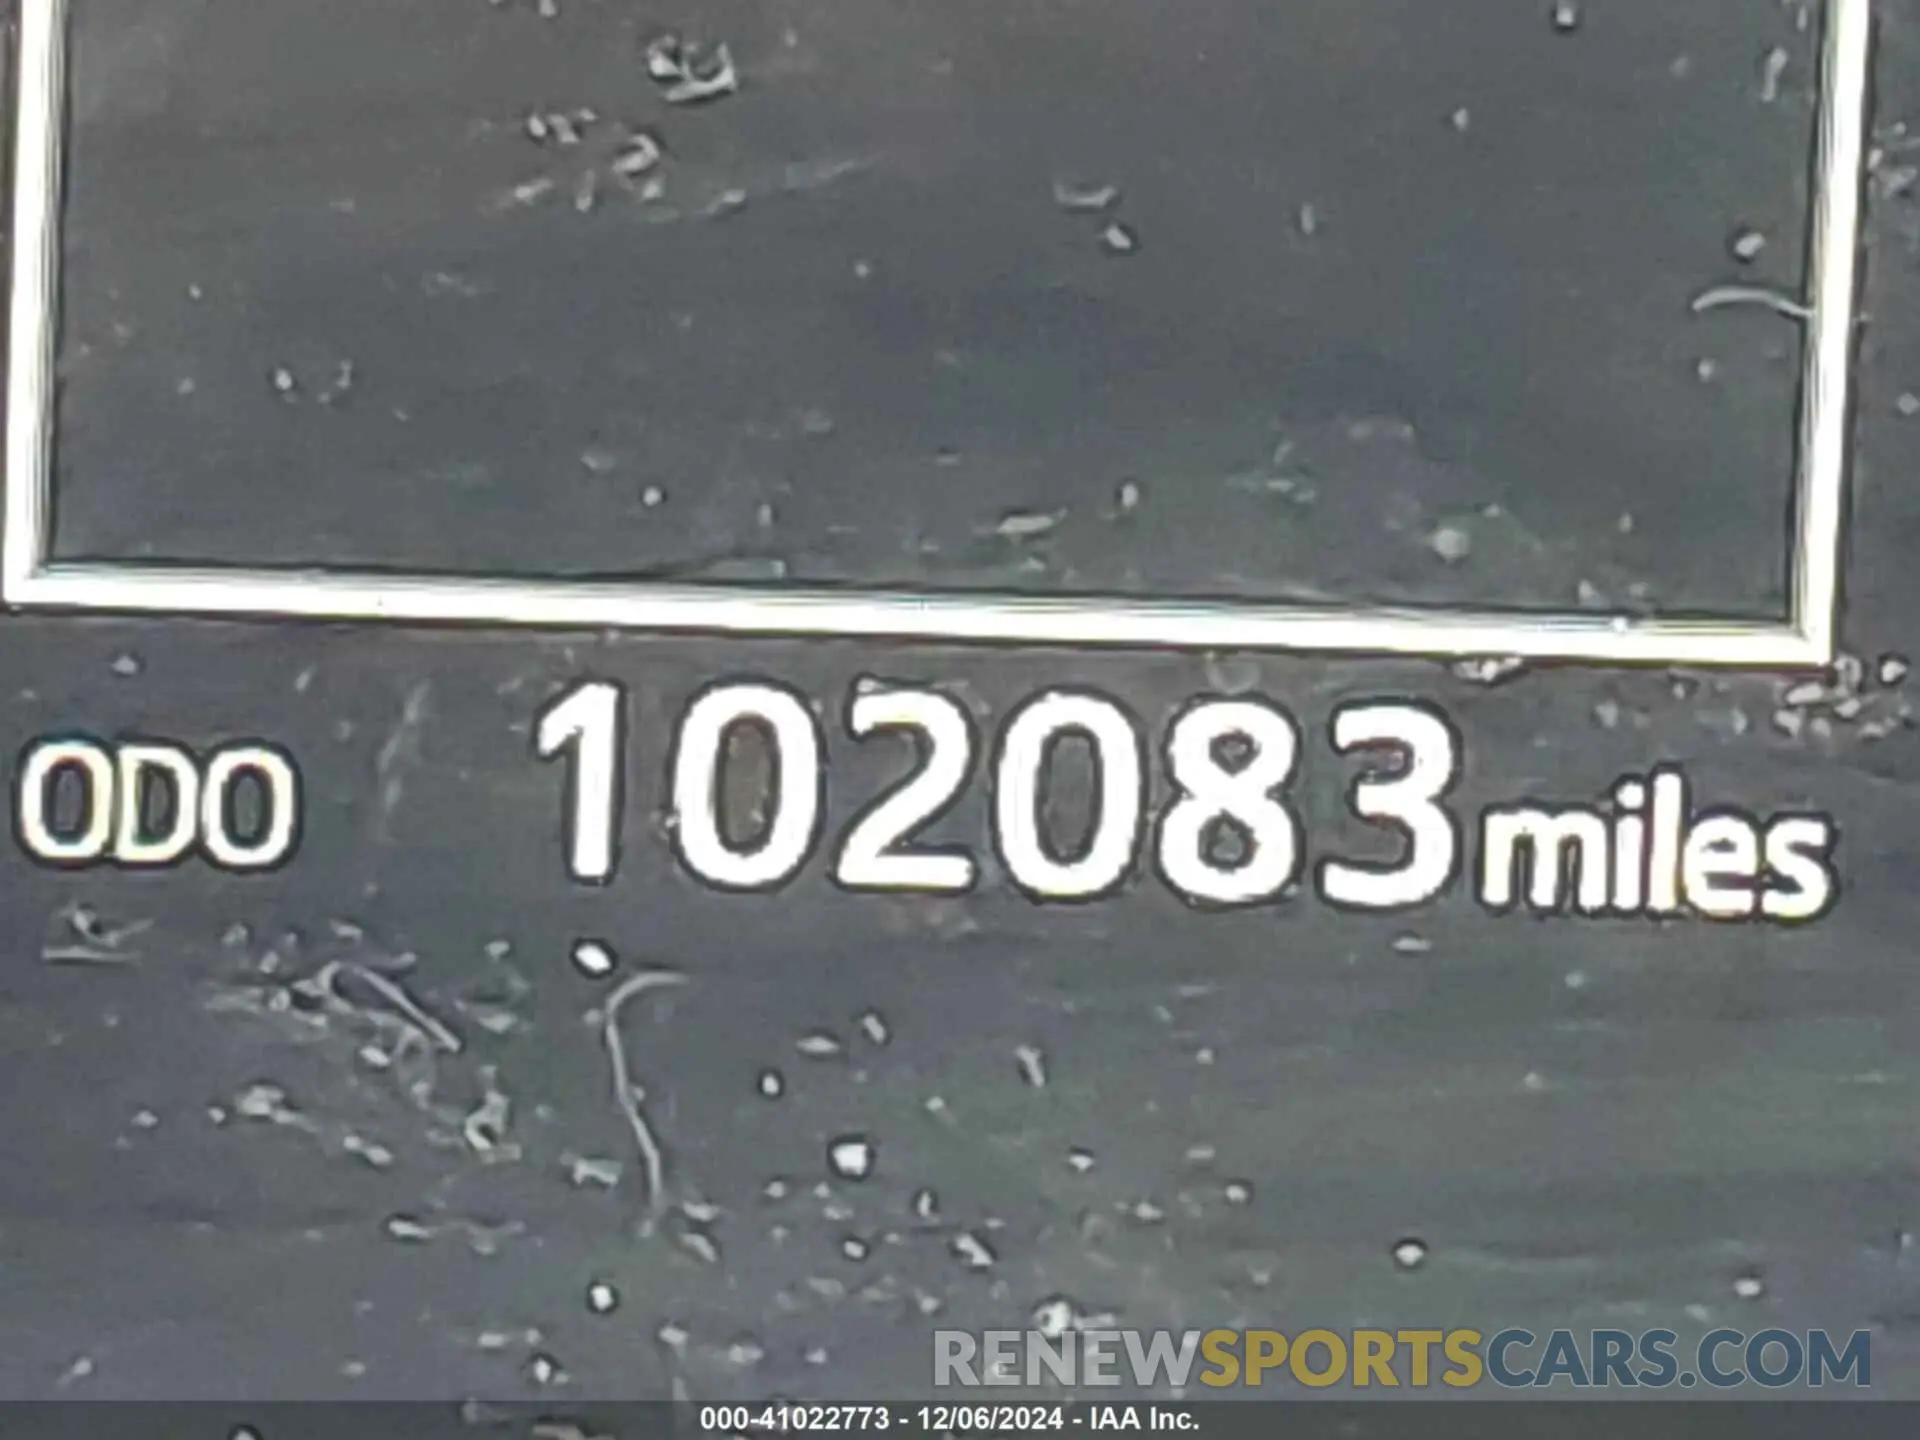 ODO 102083 miles
RENEWSPORTSCARS.COM
000-41022773 - 12/06/2024 - IAA Inc.